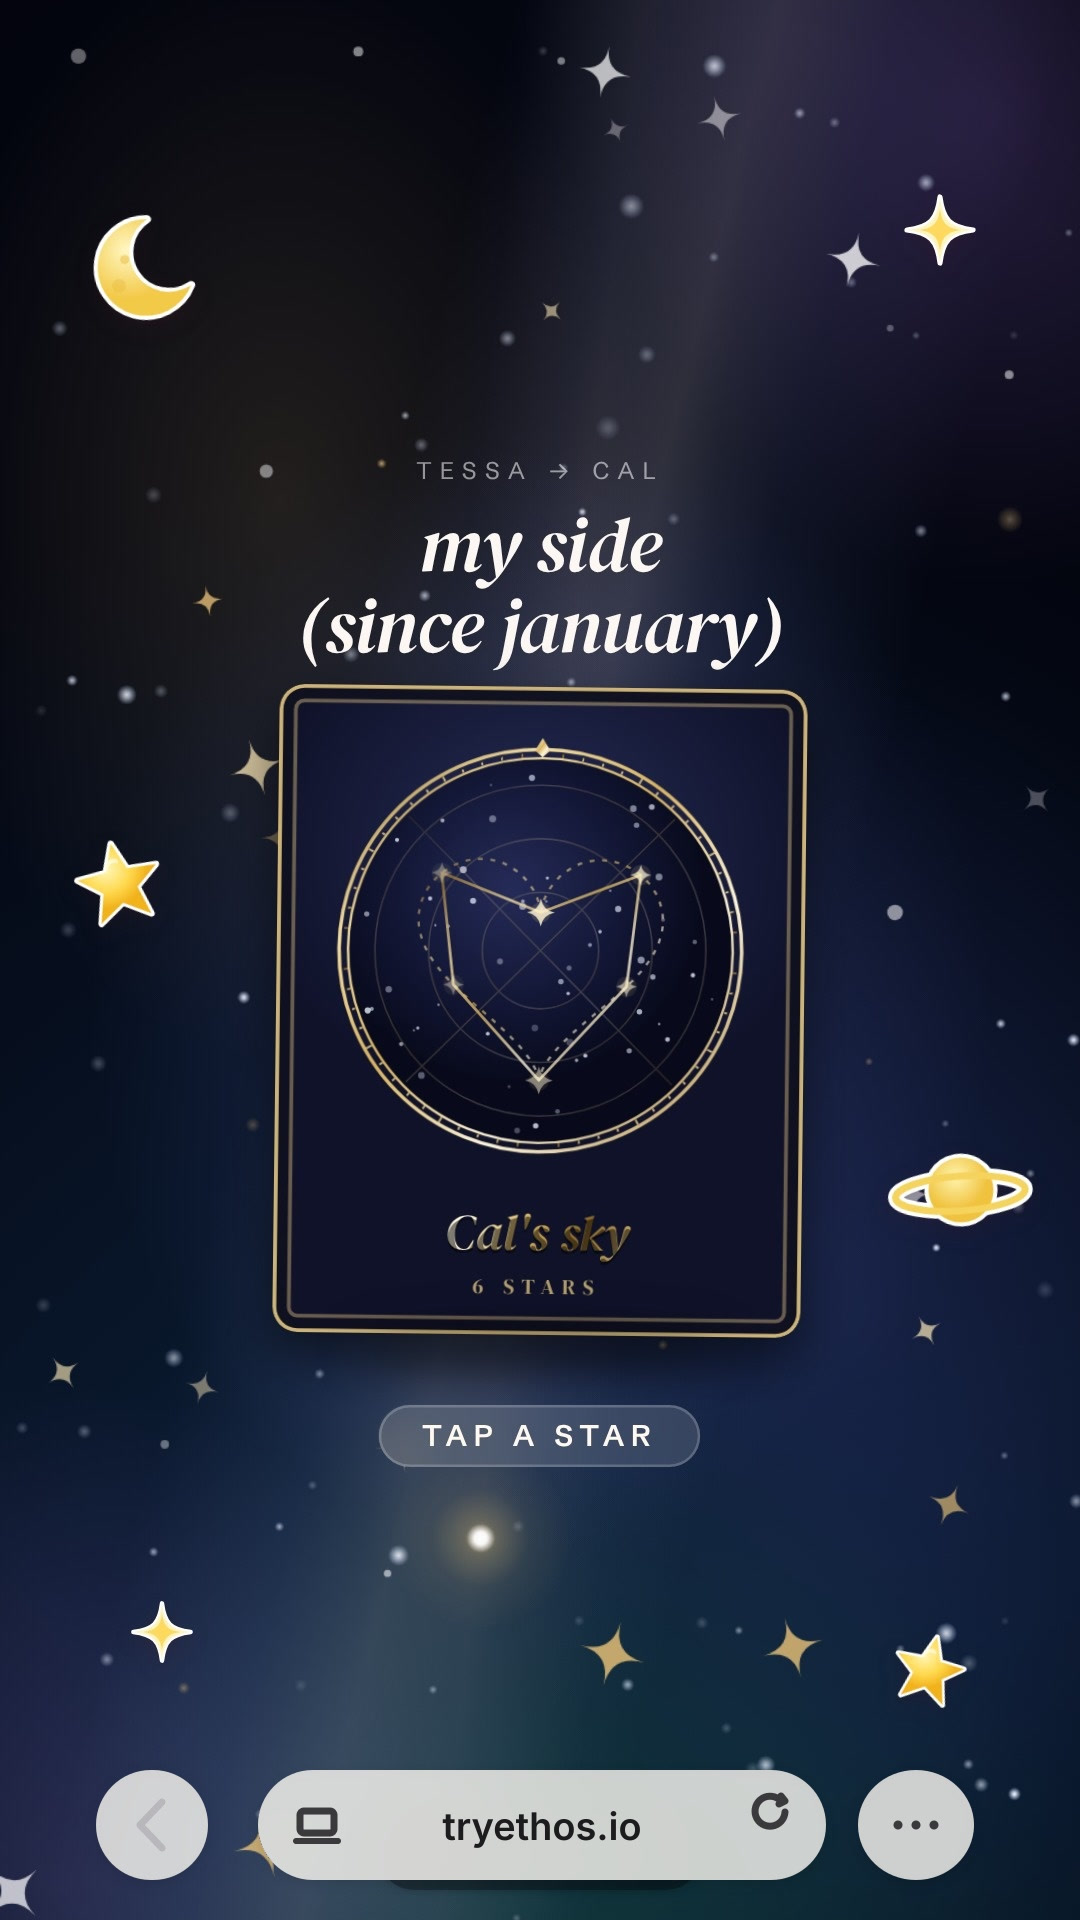 TESSA → CAL
my side
(since january)
Cal's sky
6 STARS
TAP A STAR
tryethos.io